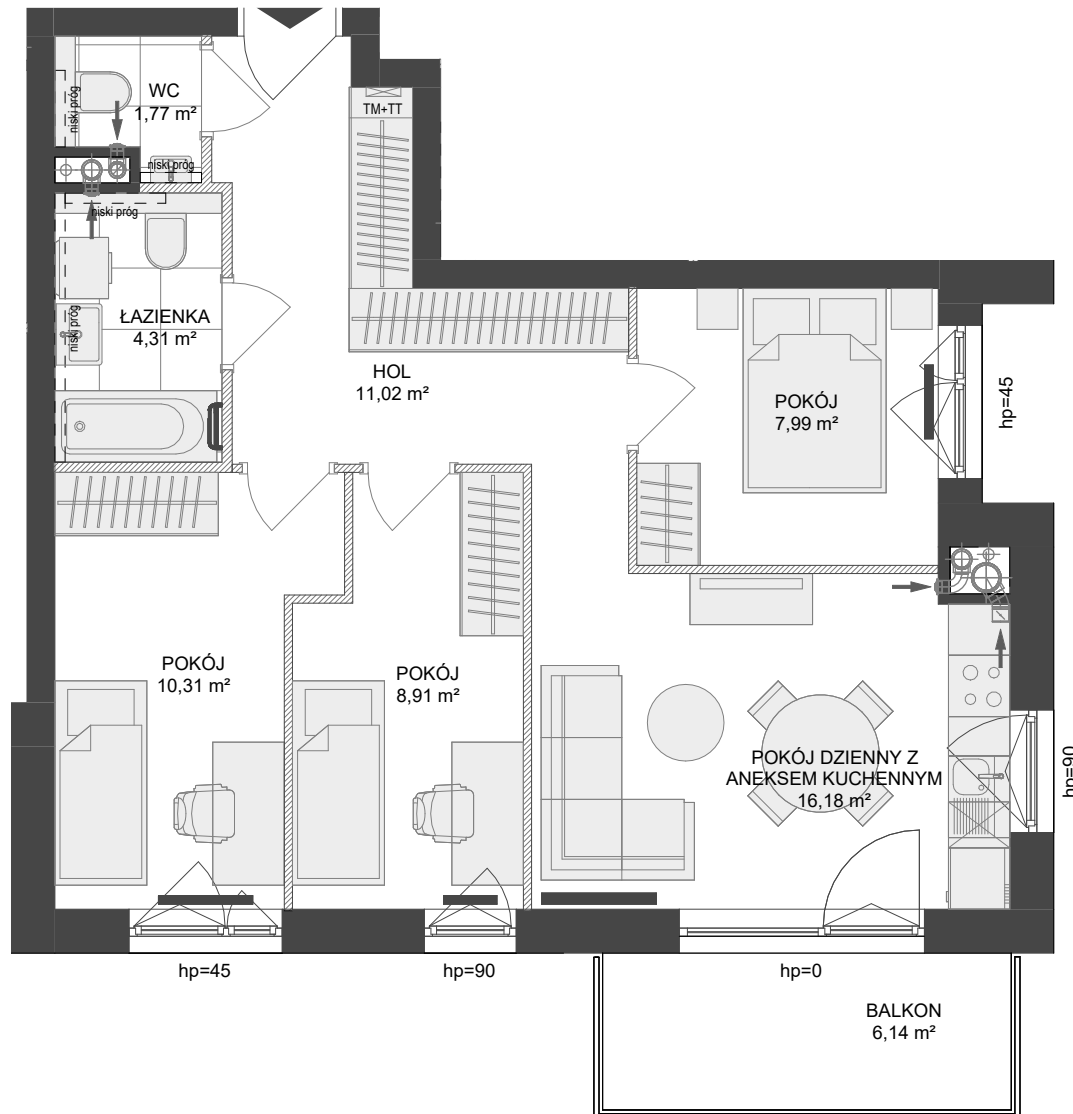 WC
1,77 m²
niski próg
niski próg
TM+TT
niski próg
niski próg
ŁAZIENKA
4,31 m²
HOL
11,02 m²
POKÓJ
7,99 m²
hp=45
POKÓJ
10,31 m²
POKÓJ
8,91 m²
POKÓJ DZIENNY Z
ANEKSEM KUCHENNYM
16,18 m²
hp=90
hp=45
hp=90
hp=0
BALKON
6,14 m²